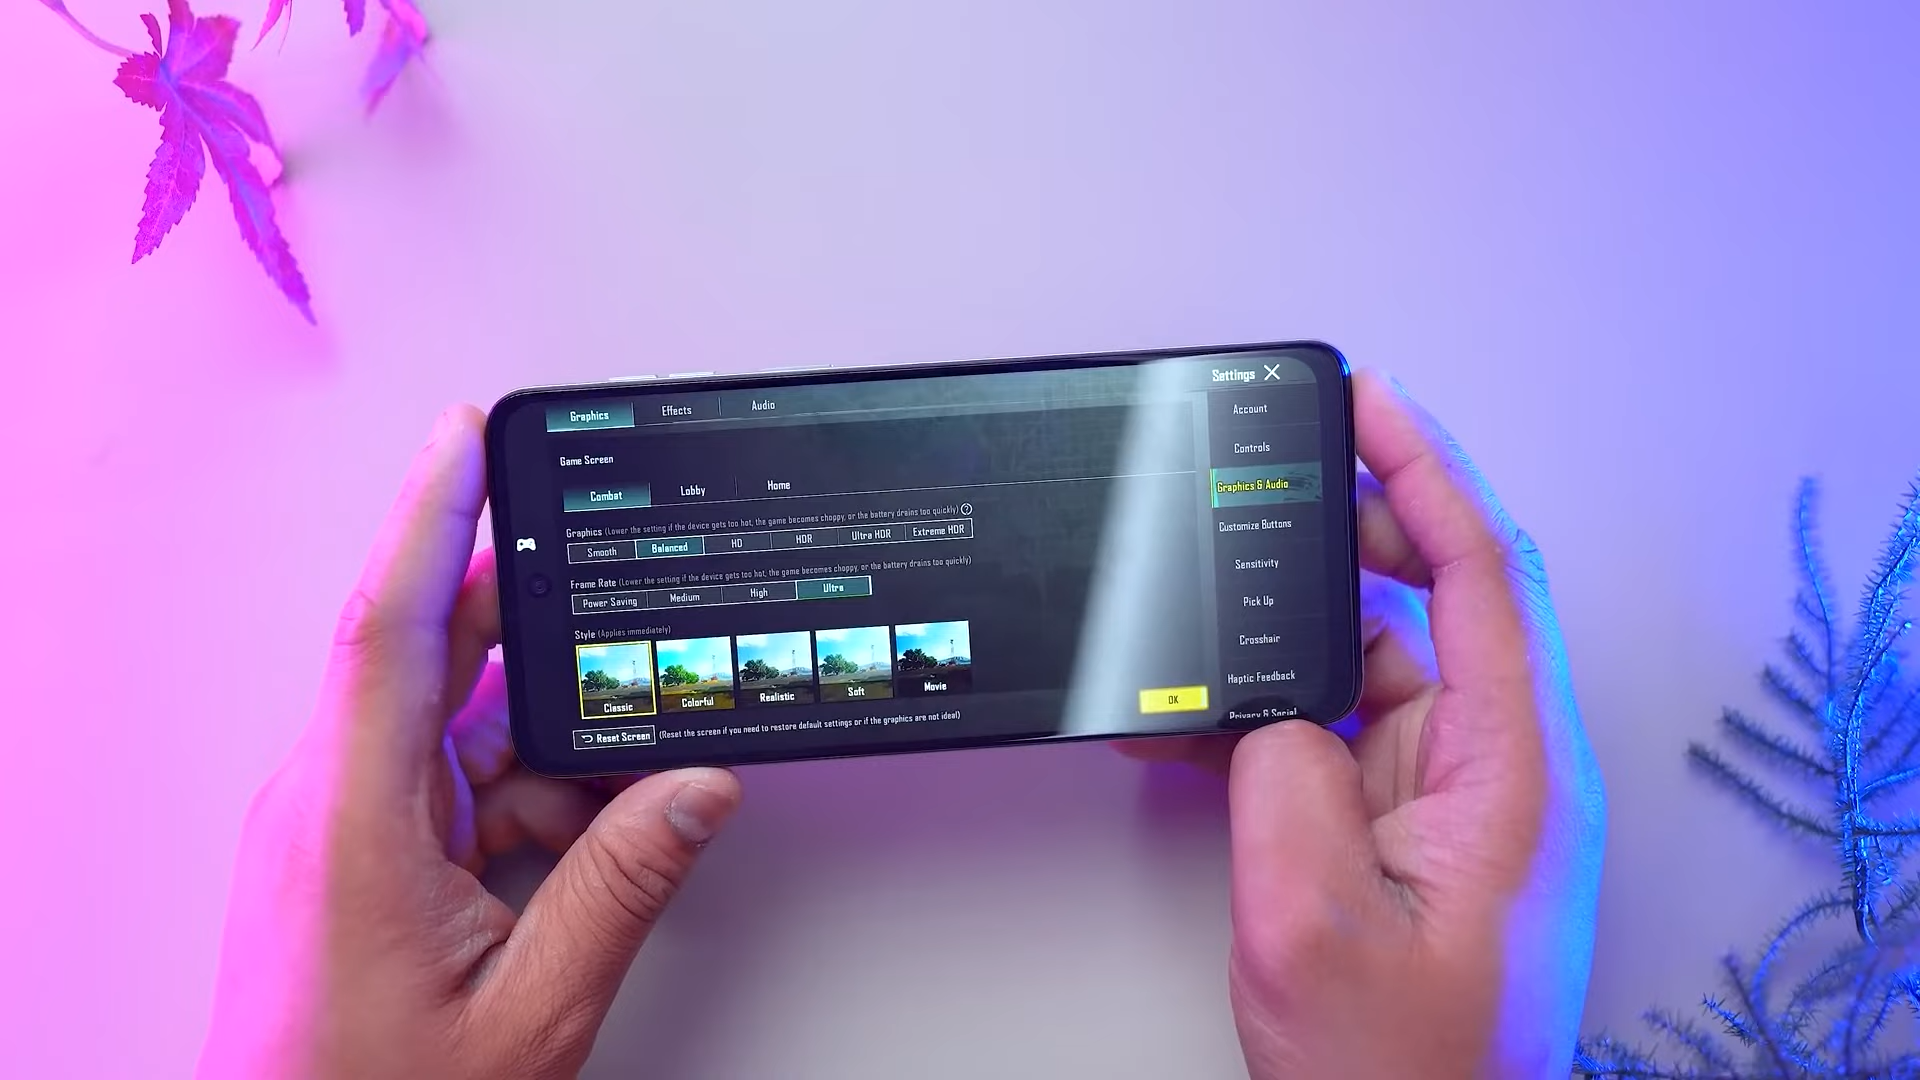 Settings
Graphics Effects Audio
Game Screen
Combat Lobby Home
Graphics (Lower the setting if the device gets too hot, the game becomes choppy, or the battery drains too quickly) ?
Smooth Balanced HD HDR Ultra HDR Extreme HDR
Frame Rate (Lower the setting if the device gets too hot, the game becomes choppy, or the battery drains too quickly)
Power Saving Medium High Ultra
Style (Applies immediately)
Classic Colorful Realistic Soft Movie
Reset Screen (Reset the screen if you need to restore default settings or if the graphics are not ideal)
OK
Account
Controls
Graphics & Audio
Customize Buttons
Sensitivity
Pick Up
Crosshair
Haptic Feedback
Privacy & Social